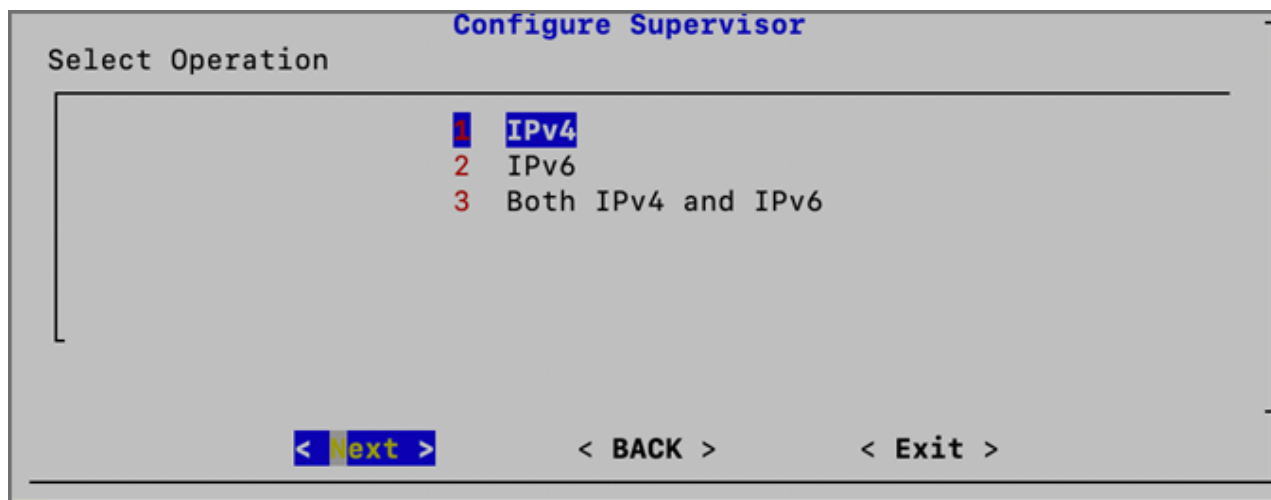 Configure Supervisor
Select Operation
1 IPv4
2 IPv6
3 Both IPv4 and IPv6
< Next > < BACK > < Exit >